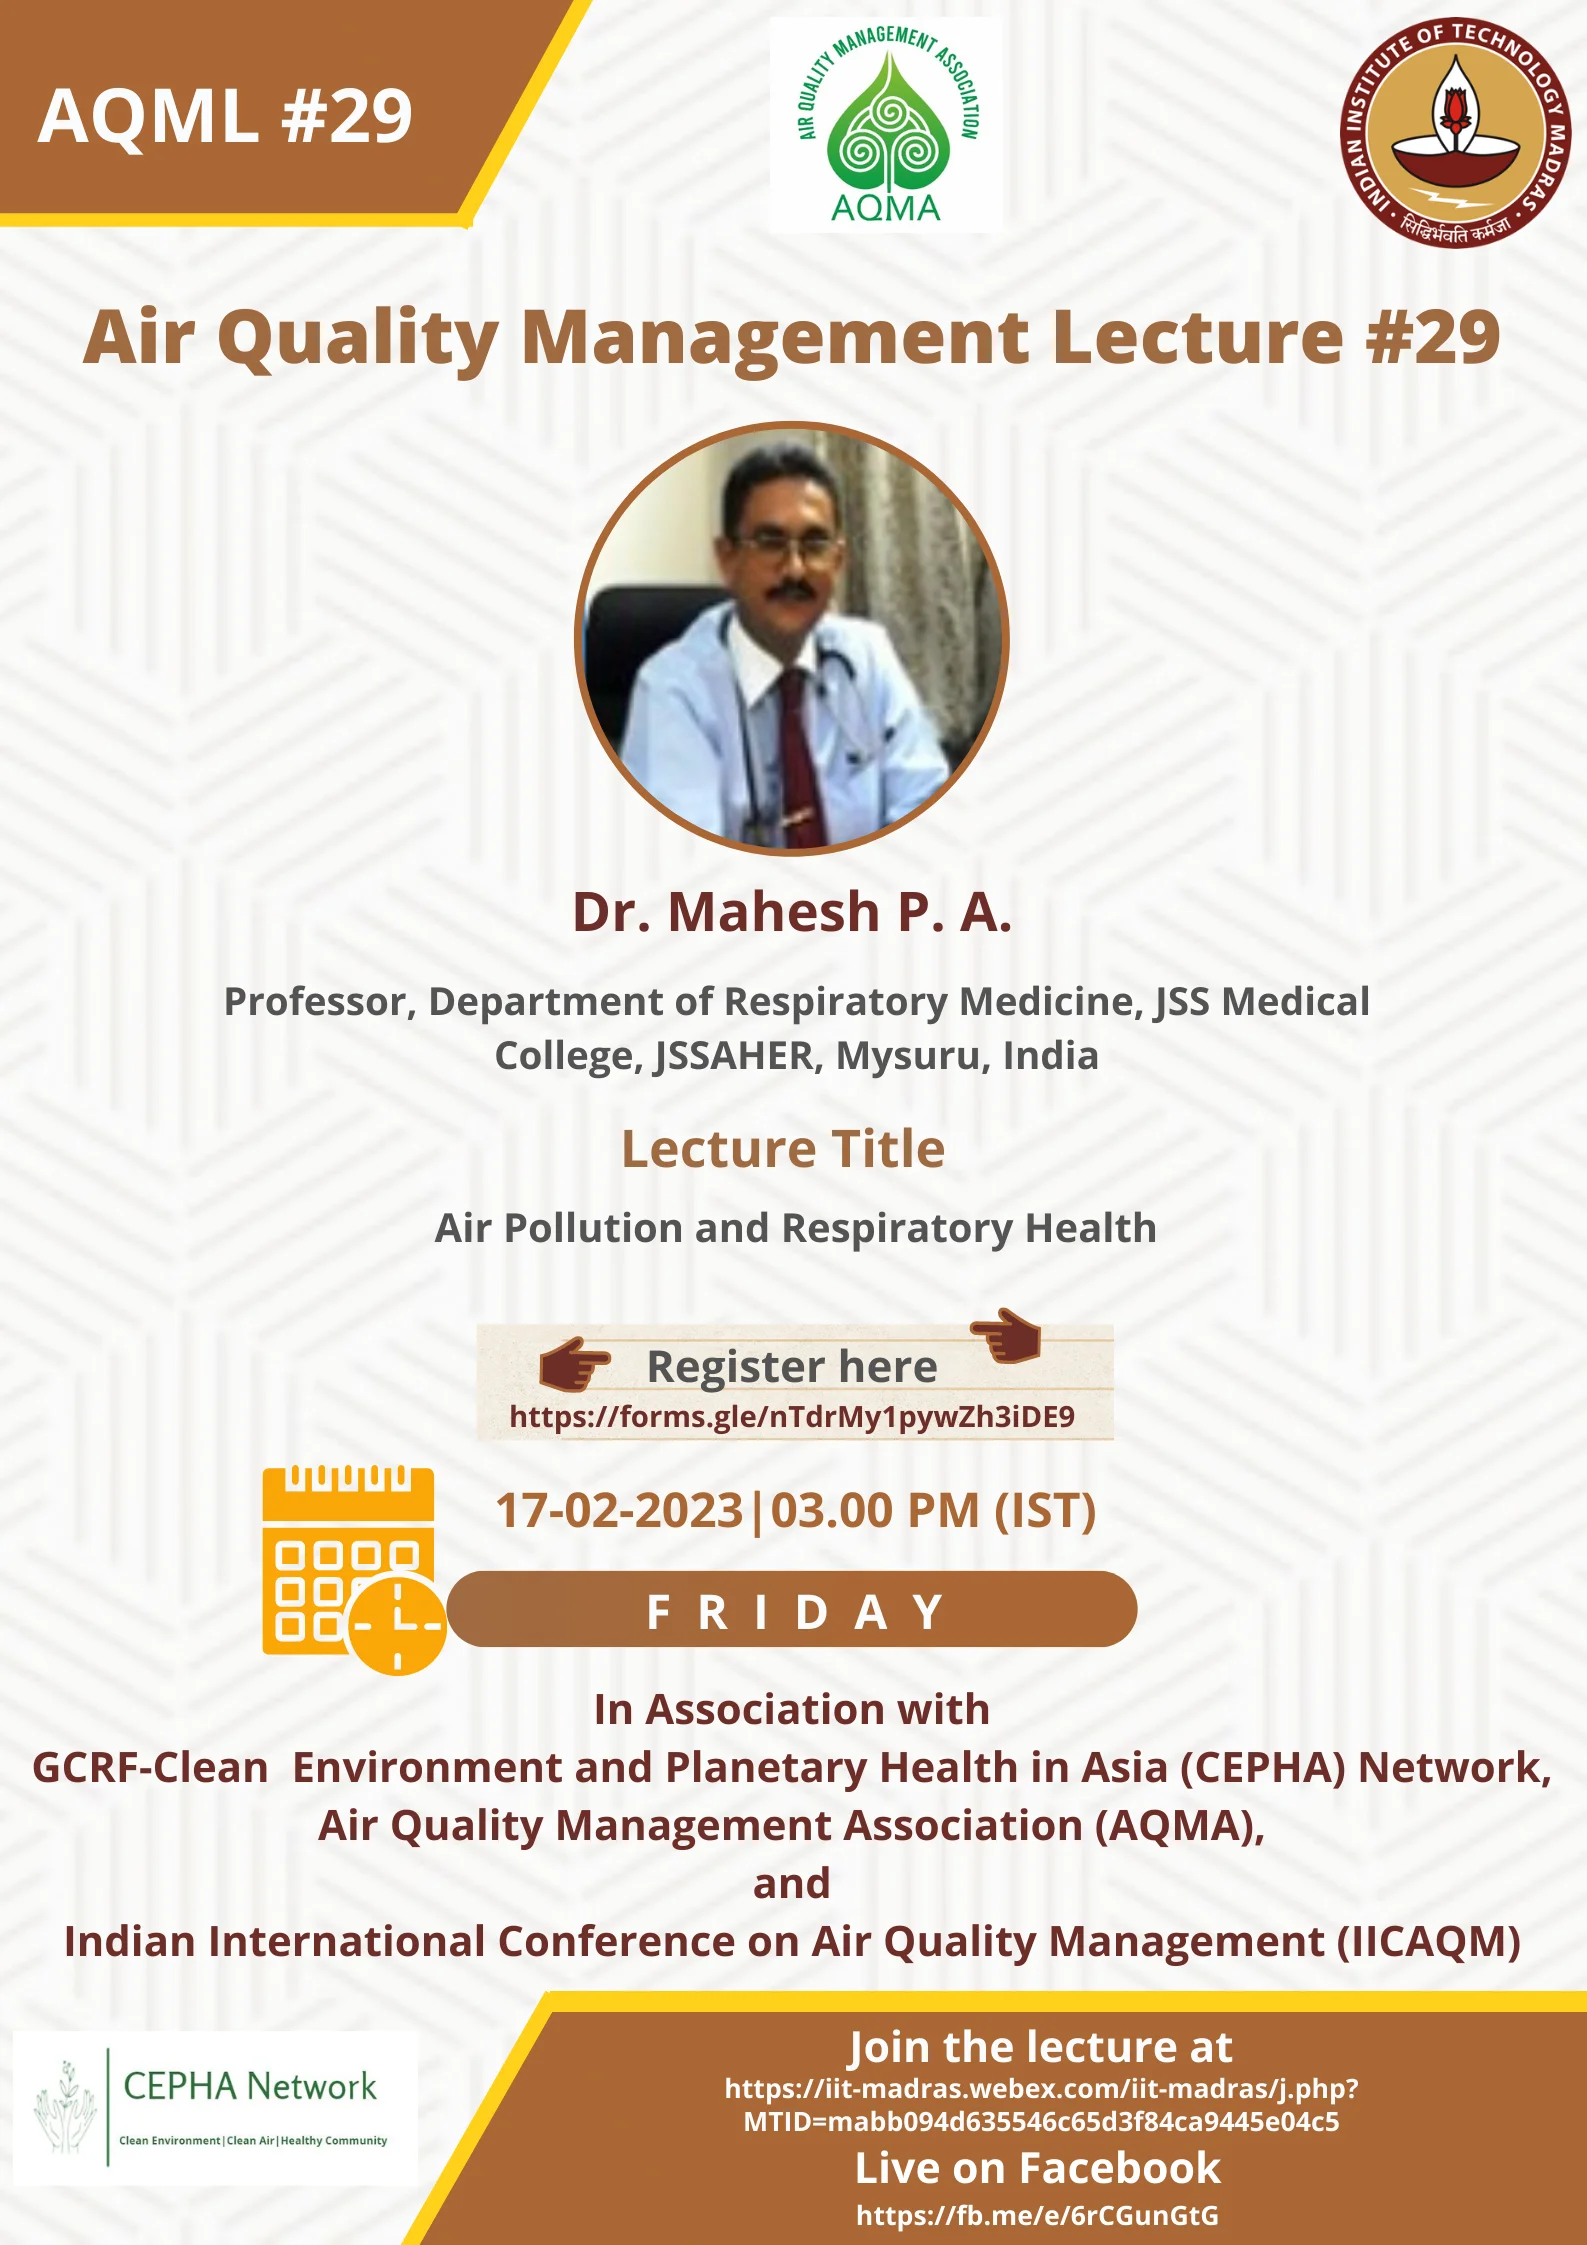 AQML #29
AIR QUALITY MANAGEMENT ASSOCIATION
AQMA
INDIAN INSTITUTE OF TECHNOLOGY MADRAS
सिद्धिर्भवति कर्मजा
Air Quality Management Lecture #29
Dr. Mahesh P. A.
Professor, Department of Respiratory Medicine, JSS Medical
College, JSSAHER, Mysuru, India
Lecture Title
Air Pollution and Respiratory Health
Register here
https://forms.gle/nTdrMy1pywZh3iDE9
17-02-2023|03.00 PM (IST)
FRIDAY
In Association with
GCRF-Clean Environment and Planetary Health in Asia (CEPHA) Network,
Air Quality Management Association (AQMA),
and
Indian International Conference on Air Quality Management (IICAQM)
CEPHA Network
Clean Environment|Clean Air|Healthy Community
Join the lecture at
https://iit-madras.webex.com/iit-madras/j.php?
MTID=mabb094d635546c65d3f84ca9445e04c5
Live on Facebook
https://fb.me/e/6rCGunGtG